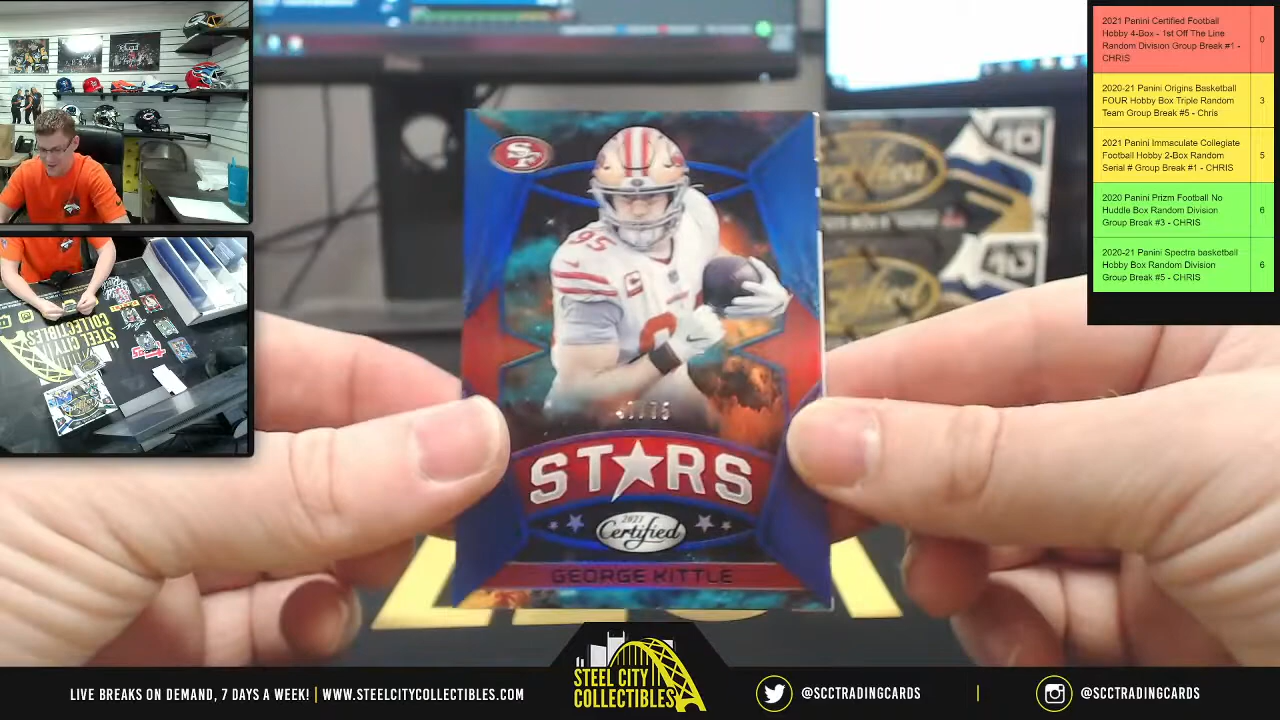 2021 Panini Certified Football
Hobby 4-Box - 1st Off The Line
Random Division Group Break #1 -
CHRIS
0
2020-21 Panini Origins Basketball
FOUR Hobby Box Triple Random
Team Group Break #5 - Chris
3
2021 Panini Immaculate Collegiate
Football Hobby 2-Box Random
Serial # Group Break #1 - CHRIS
5
2020 Panini Prizm Football No
Huddle Box Random Division
Group Break #3 - CHRIS
6
2020-21 Panini Spectra basketball
Hobby Box Random Division
Group Break #5 - CHRIS
6
SF
STARS
2021
Certified
GEORGE KITTLE
STEEL CITY
COLLECTIBLES
LIVE BREAKS ON DEMAND, 7 DAYS A WEEK! | WWW.STEELCITYCOLLECTIBLES.COM
STEEL CITY
COLLECTIBLES
@SCCTRADINGCARDS
@SCCTRADINGCARDS